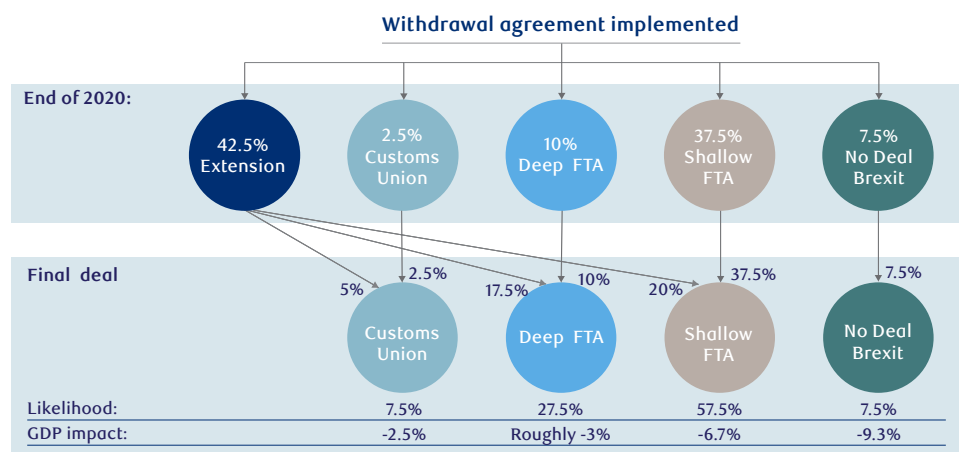 Withdrawal agreement implemented
End of 2020:
42.5%
Extension
2.5%
Customs
Union
10%
Deep FTA
37.5%
Shallow
FTA
7.5%
No Deal
Brexit
Final deal
5%
2.5%
17.5%
10%
20%
37.5%
7.5%
Customs
Union
Deep FTA
Shallow
FTA
No Deal
Brexit
Likelihood: 7.5% 27.5% 57.5% 7.5%
GDP impact: -2.5% Roughly -3% -6.7% -9.3%